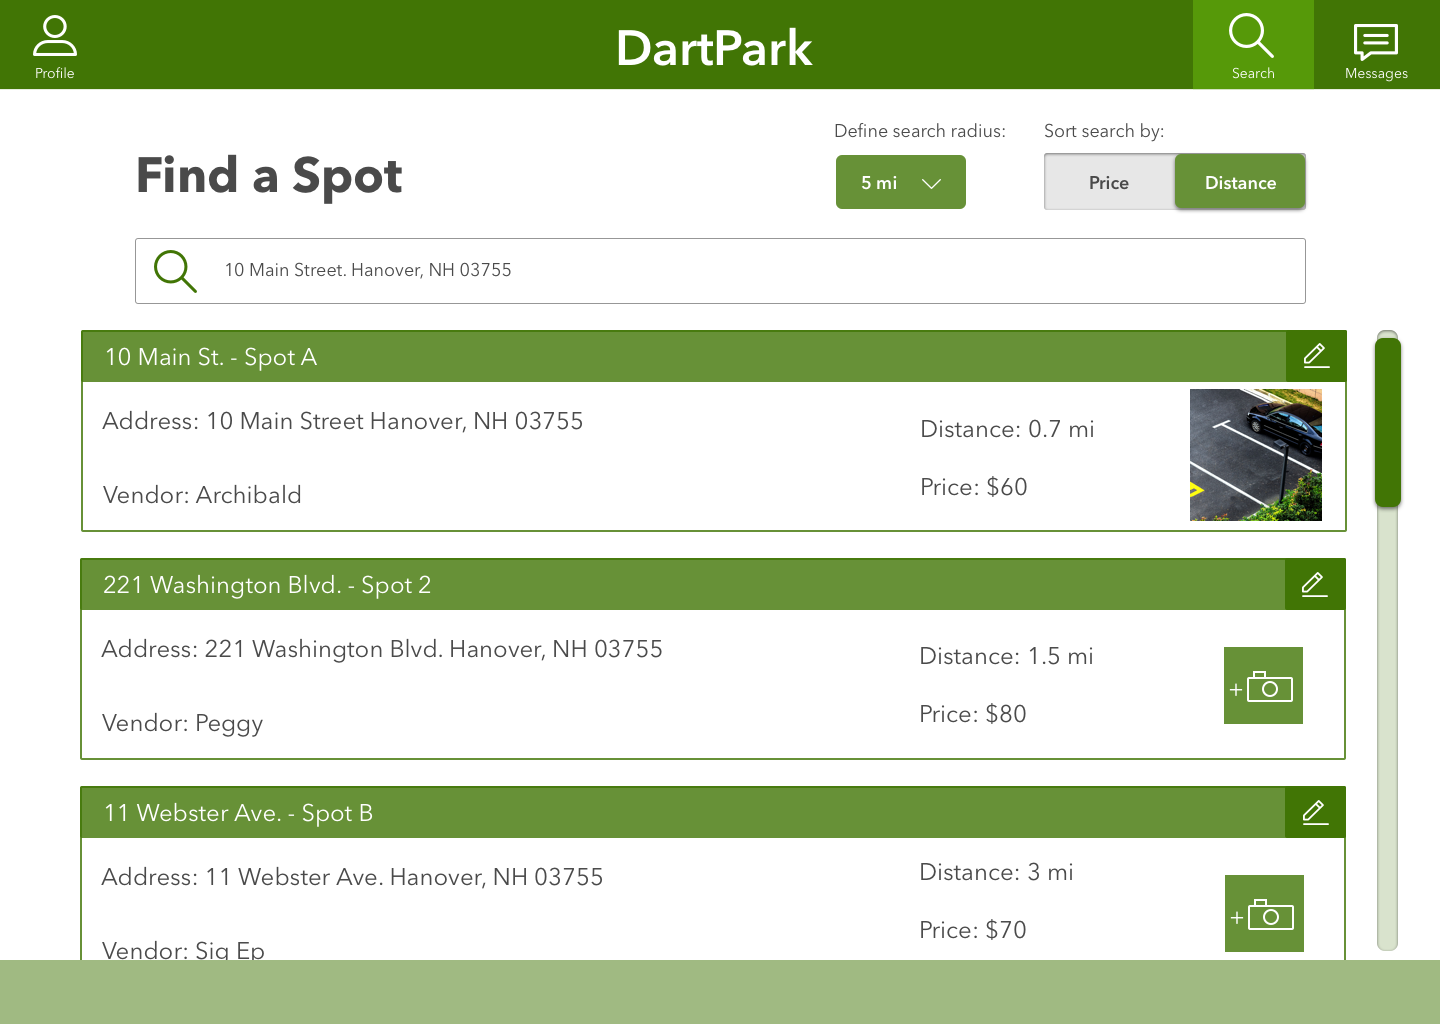 Profile
DartPark
Search
Messages
Define search radius:
Sort search by:
Find a Spot
5 mi
Price
Distance
10 Main Street. Hanover, NH 03755
10 Main St. - Spot A
Address: 10 Main Street Hanover, NH 03755
Distance: 0.7 mi
Price: $60
Vendor: Archibald
221 Washington Blvd. - Spot 2
Address: 221 Washington Blvd. Hanover, NH 03755
Distance: 1.5 mi
Price: $80
Vendor: Peggy
+
11 Webster Ave. - Spot B
Address: 11 Webster Ave. Hanover, NH 03755
Distance: 3 mi
Price: $70
+
Vendor: Sig Ep